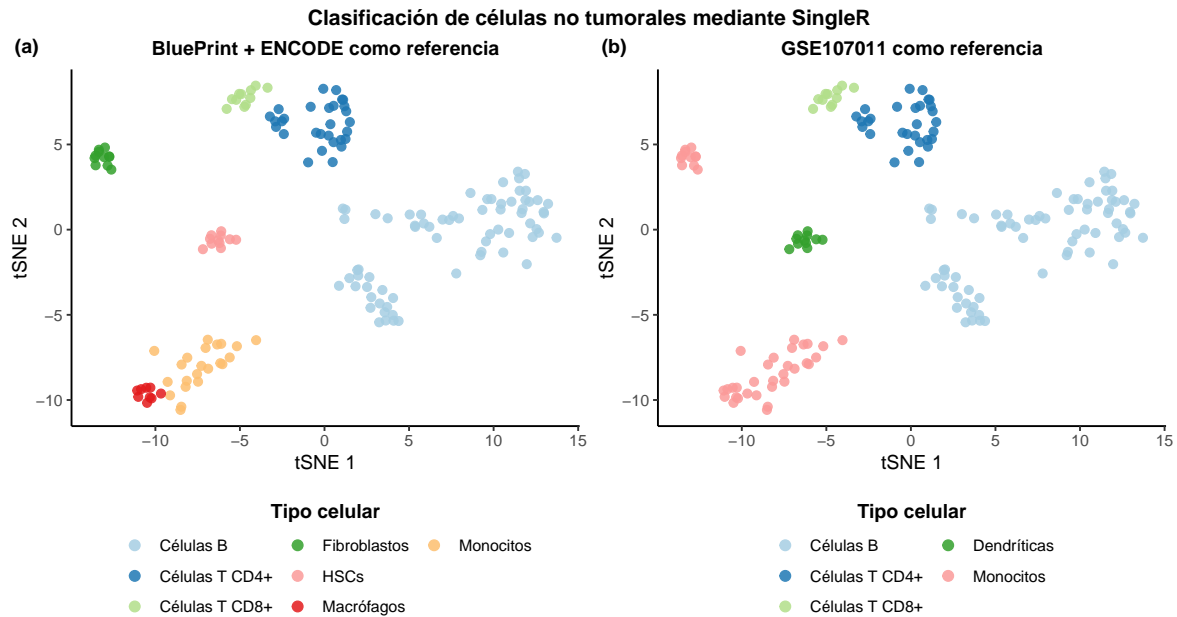 Clasificación de células no tumorales mediante SingleR
(a)
BluePrint + ENCODE como referencia
tSNE 2
5
0
−5
−10
−10
−5
0
5
10
15
tSNE 1
Tipo celular
Células B
Células T CD4+
Células T CD8+
Fibroblastos
HSCs
Macrófagos
Monocitos
(b)
GSE107011 como referencia
tSNE 2
5
0
−5
−10
−10
−5
0
5
10
15
tSNE 1
Tipo celular
Células B
Células T CD4+
Células T CD8+
Dendríticas
Monocitos